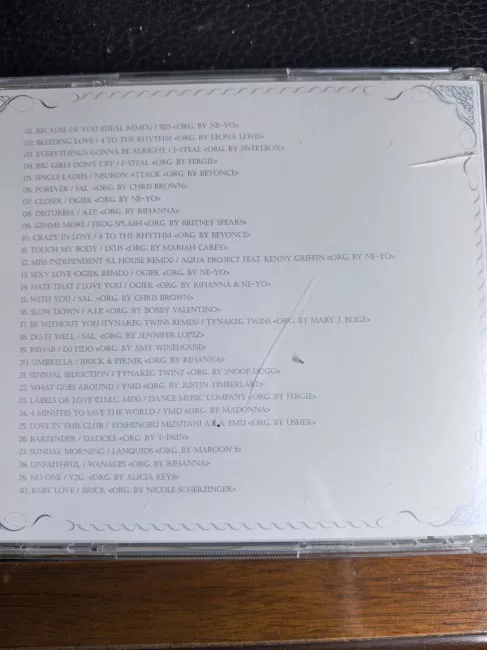 01. BECAUSE OF YOU (IDEAL REMIX) / SID <ORG. BY NE-YO>
02. BLEEDING LOVE / 4 TO THE RHYTHM <ORG. BY LEONA LEWIS>
03. EVERYTHINGS GONNA BE ALRIGHT / F-STEAL <ORG. BY SWEETBOX>
04. BIG GIRLS DON'T CRY / F-STEAL <ORG. BY FERGIE>
05. SINGLE LADIES / NEURON ATTACK <ORG. BY BEYONCE>
06. FOREVER / SAL <ORG. BY CHRIS BROWN>
07. CLOSER / OGIEK <ORG. BY NE-YO>
08. DISTURBIA / A.I.P. <ORG. BY RIHANNA>
09. GIMME MORE / FROG SPLASH <ORG. BY BRITNEY SPEARS>
10. CRAZY IN LOVE / 4 TO THE RHYTHM <ORG. BY BEYONCE>
11. TOUCH MY BODY / LXUS <ORG. BY MARIAH CAREY>
12. MISS INDEPENDENT (S.L HOUSE REMIX) / AQUA PROJECT FEAT. KENNY GRIFFIN <ORG. BY NE-YO>
13. SEXY LOVE (OGIEK REMIX) / OGIEK <ORG. BY NE-YO>
14. HATE THAT I LOVE YOU / OGIEK <ORG. BY RIHANNA & NE-YO>
15. WITH YOU / SAL <ORG. BY CHRIS BROWN>
16. SLOW DOWN / A.I.P. <ORG. BY BOBBY VALENTINO>
17. BE WITHOUT YOU (TYNAKEG TWINS REMIX) / TYNAKEG TWINS <ORG. BY MARY J. BLIGE>
18. DO IT WELL / SAL <ORG. BY JENNIFER LOPEZ>
19. REHAB / DJ FIDO <ORG. BY AMY WINEHOUSE>
20. UMBRELLA / BRICK & PIKNIK <ORG. BY RIHANNA>
21. SENSUAL SEDUCTION / TYNAKEG TWINZ <ORG. BY SNOOP DOGG>
22. WHAT GOES AROUND / YMD <ORG. BY JUSTIN TIMBERLAKE>
23. LABELS OR LOVE (D.M.C. MIX) / DANCE MUSIC COMPANY <ORG. BY FERGIE>
24. 4 MINUTES TO SAVE THE WORLD / YMD <ORG. BY MADONNA>
25. LOVE IN THIS CLUB / YOSHINOBU MIZUTANI A.K.A. EMD <ORG. BY USHER>
26. BARTENDER / D.LOCKE <ORG. BY T-PAIN>
27. SUNDAY MORNING / LANQUIDS <ORG. BY MAROON 5>
28. UNFAITHFUL / WANAGES <ORG. BY RIHANNA>
29. NO ONE / Y2G <ORG. BY ALICIA KEYS>
30. BABY LOVE / BRICK <ORG. BY NICOLE SCHERZINGER>